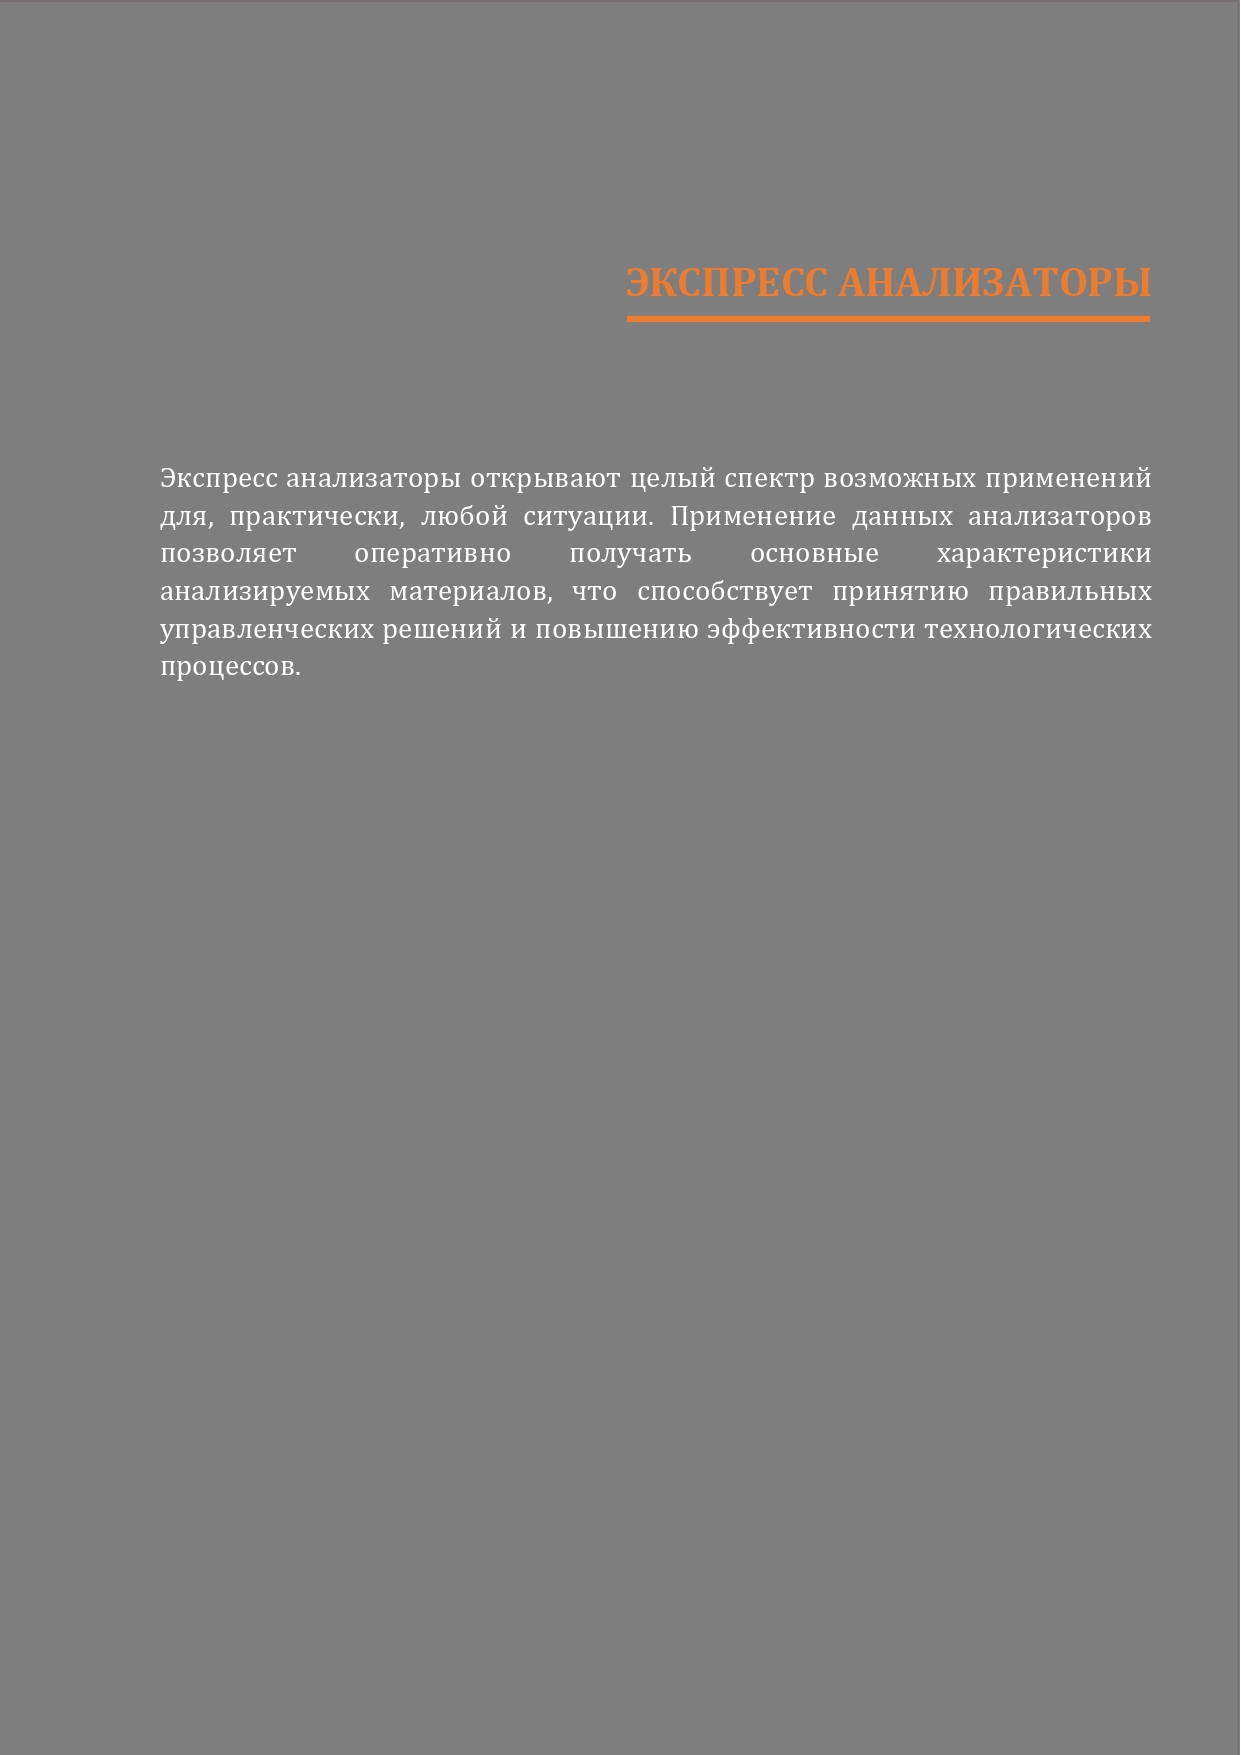 ЭКСПРЕСС АНАЛИЗАТОРЫ
Экспресс анализаторы открывают целый спектр возможных применений
для, практически, любой ситуации. Применение данных анализаторов
позволяет оперативно получать основные характеристики
анализируемых материалов, что способствует принятию правильных
управленческих решений и повышению эффективности технологических
процессов.